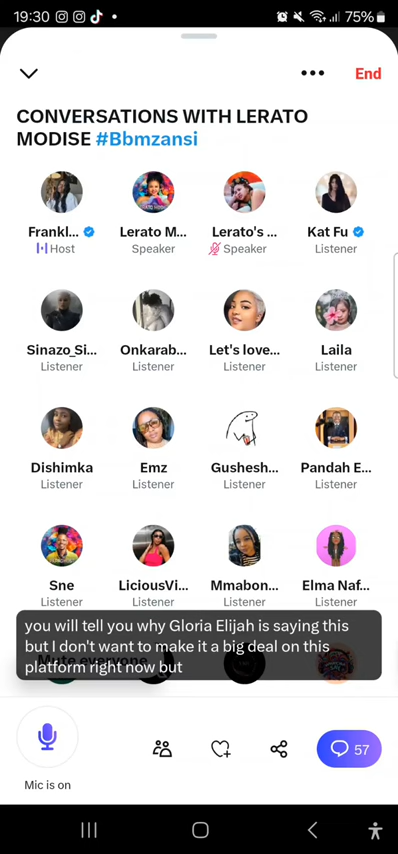 19:30
75%
End
CONVERSATIONS WITH LERATO
MODISE #Bbmzansi
Frankl... Lerato M... Lerato's ... Kat Fu
Host Speaker Speaker Listener
Sinazo_Si... Onkarab... Let's love... Laila
Listener Listener Listener Listener
Dishimka Emz Gushesh... Pandah E...
Listener Listener Listener Listener
Sne LiciousVi... Mmabon... Elma Naf...
Listener Listener Listener Listener
Mute everyone
you will tell you why Gloria Elijah is saying this
but I don't want to make it a big deal on this
platform right now but
57
Mic is on